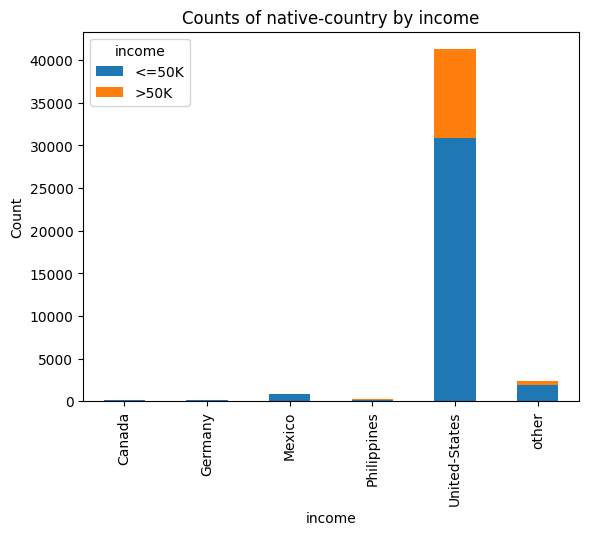 Counts of native-country by income
income
<=50K
>50K
Count
40000
35000
30000
25000
20000
15000
10000
5000
0
Canada
Germany
Mexico
Philippines
United-States
other
income